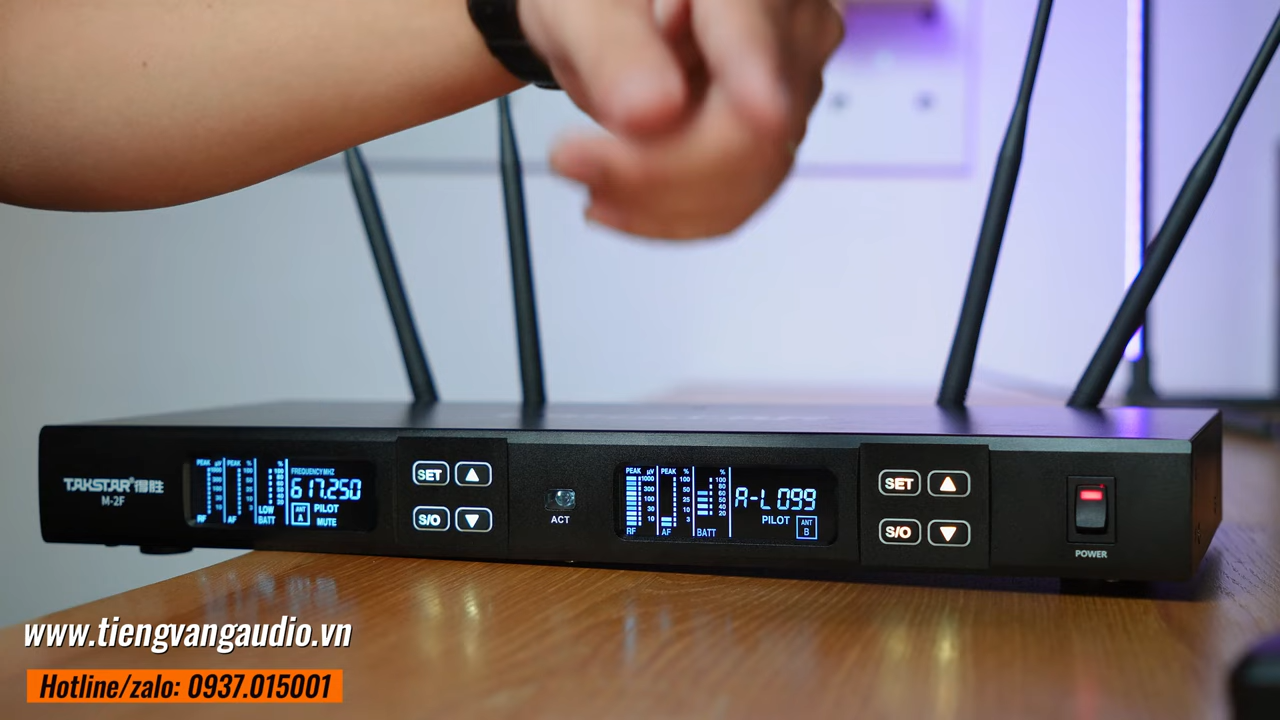 TAKSTAR®得胜
M-2F
PEAK µV PEAK % %
FREQUENCY MHZ
617.250
ANT A
PILOT
LOW
RF AF BATT MUTE
SET ▲
S/O ▼
ACT
PEAK µV PEAK % %
1000 100 100
300 50 80
100 25 60
30 10 40
10 3 20
A-L099
PILOT ANT B
RF AF BATT
SET ▲
S/O ▼
POWER
www.tiengvangaudio.vn
Hotline/zalo: 0937.015001